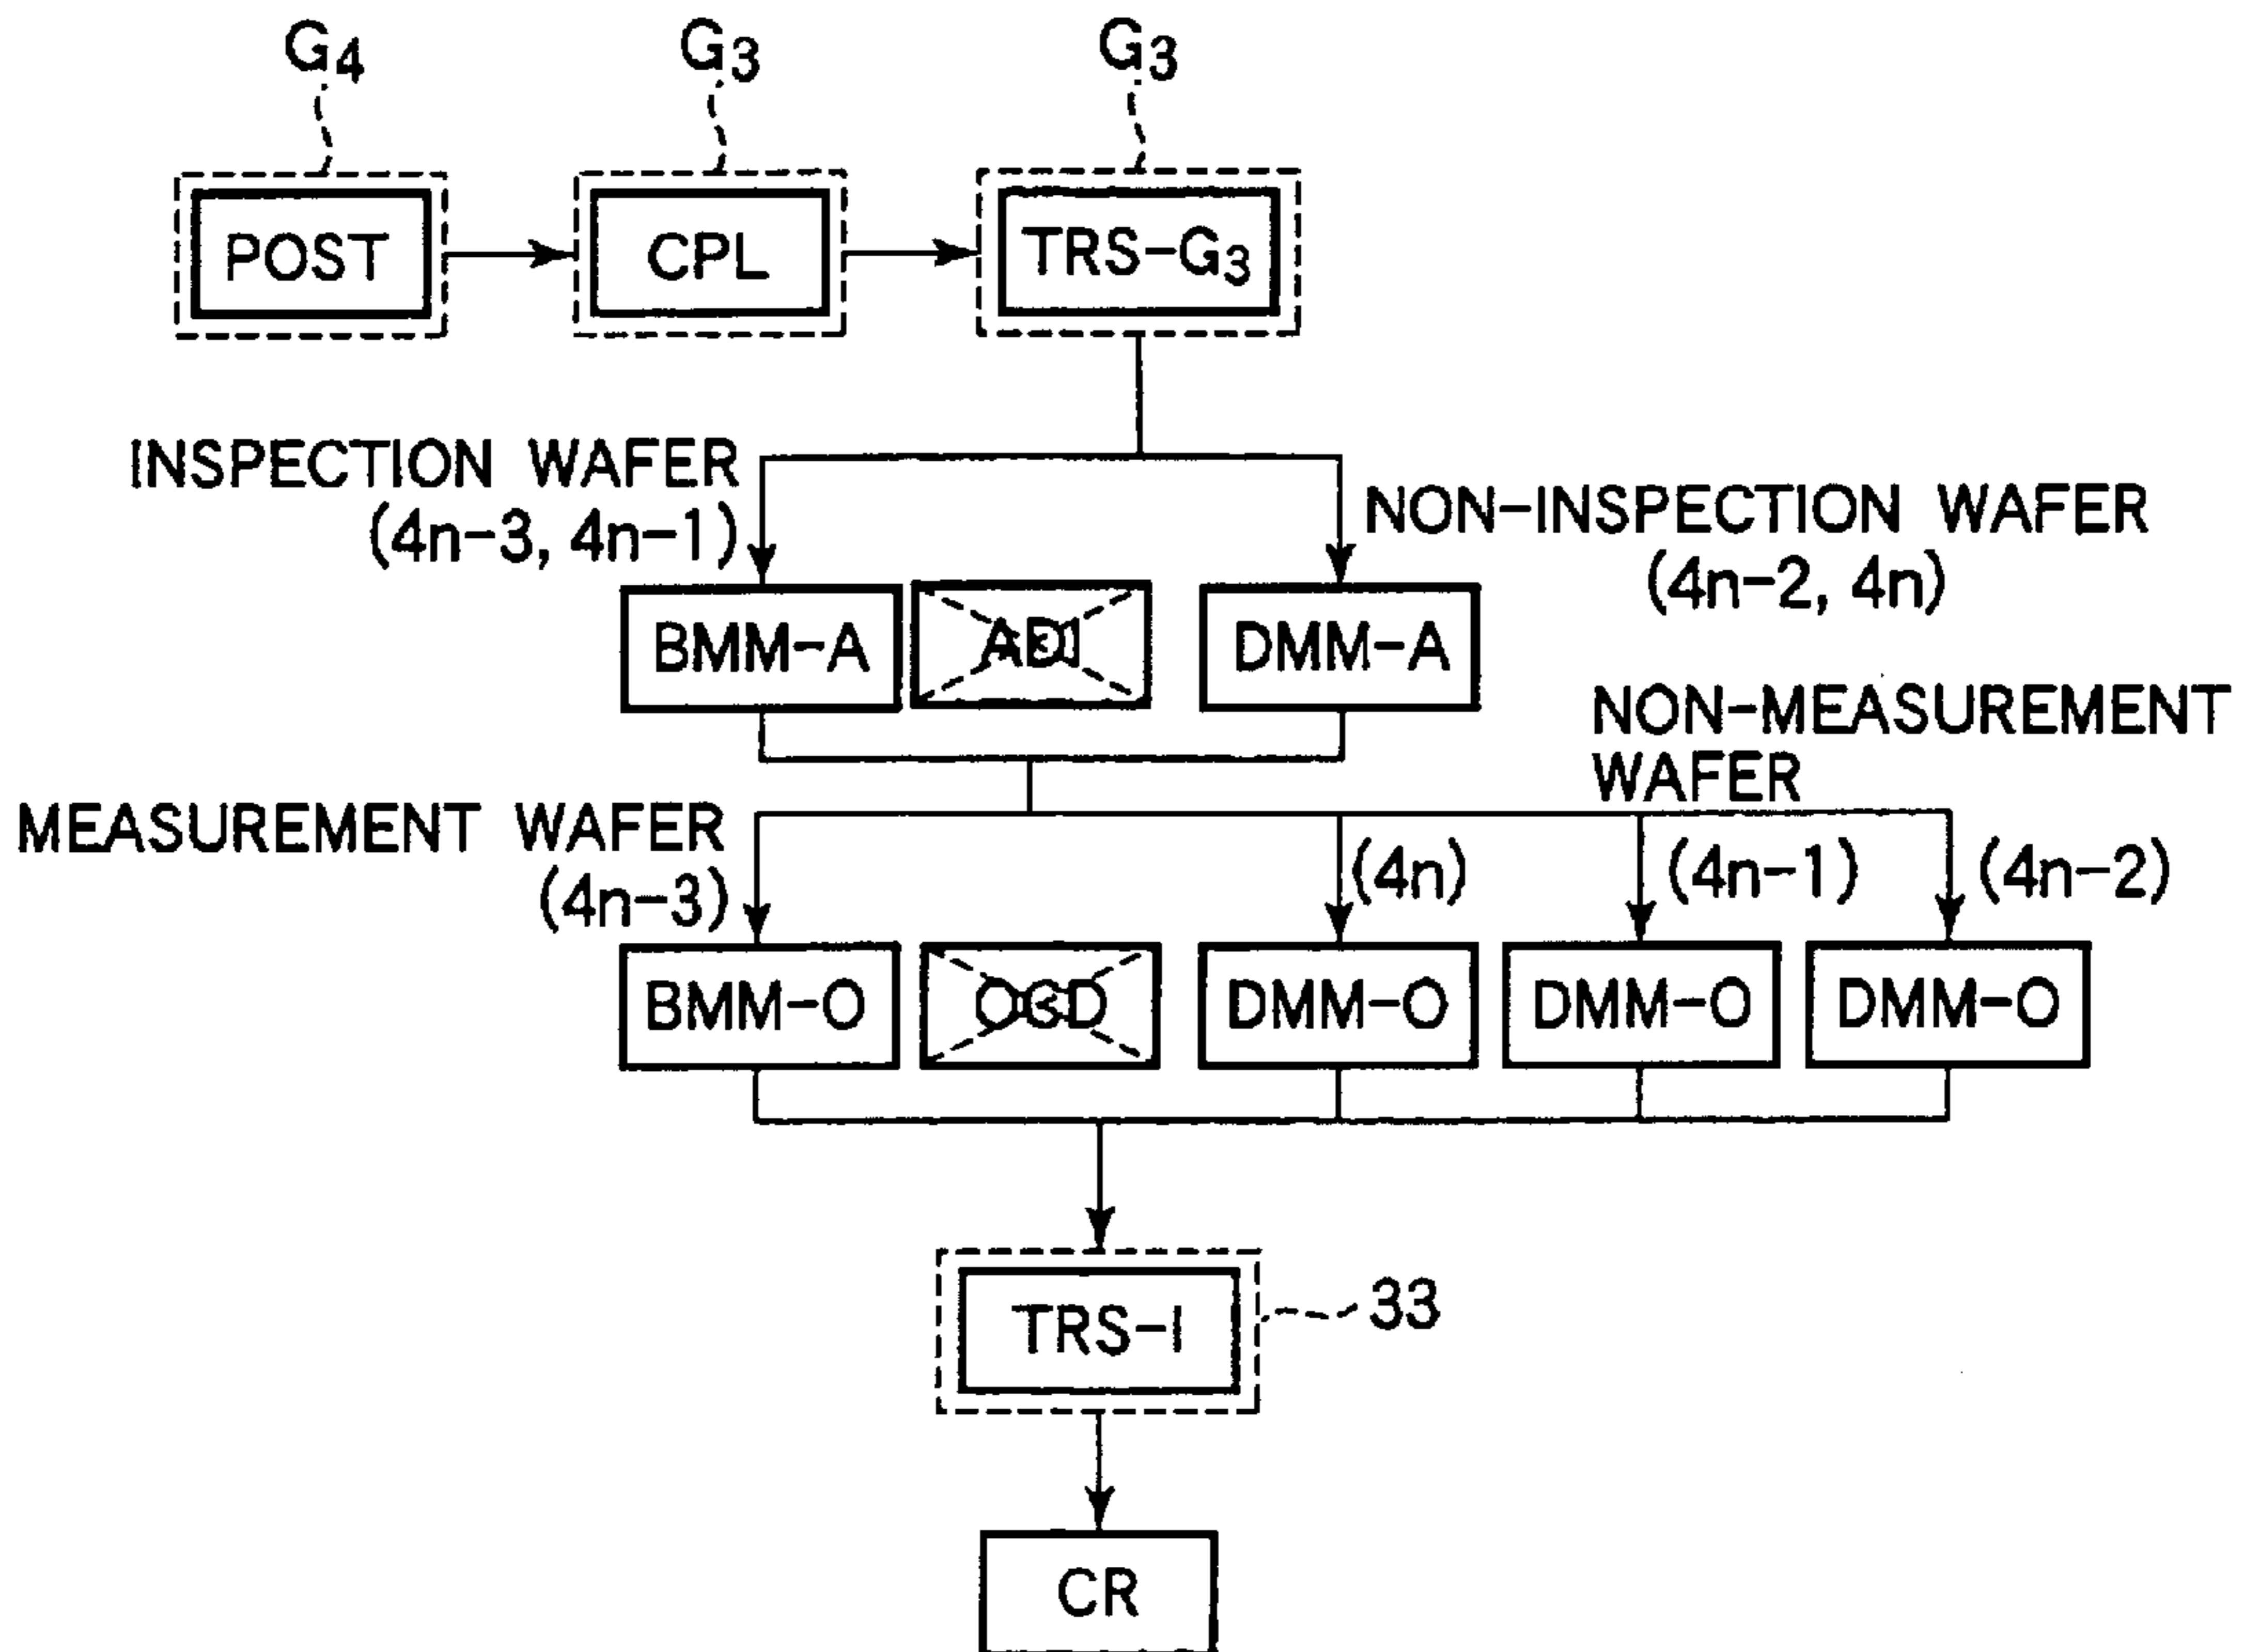 G4
G3
G3
POST
CPL
TRS-G3
INSPECTION WAFER
(4n-3, 4n-1)
NON-INSPECTION WAFER
(4n-2, 4n)
BMM-A
ADI
DMM-A
NON-MEASUREMENT
WAFER
MEASUREMENT WAFER
(4n-3)
(4n)
(4n-1)
(4n-2)
BMM-O
OCD
DMM-O
DMM-O
DMM-O
TRS-I
33
CR